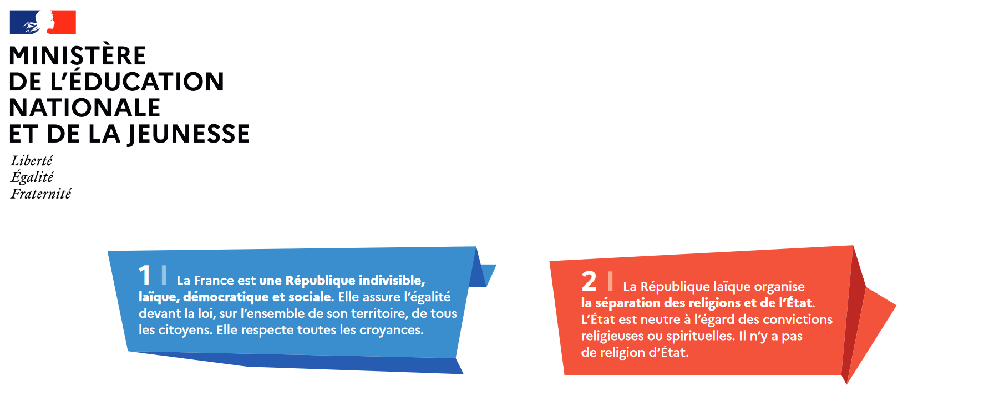 MINISTÈRE
DE L’ÉDUCATION
NATIONALE
ET DE LA JEUNESSE
Liberté
Égalité
Fraternité
1 | La France est une République indivisible,
laïque, démocratique et sociale. Elle assure l’égalité
devant la loi, sur l’ensemble de son territoire, de tous
les citoyens. Elle respecte toutes les croyances.
2 | La République laïque organise
la séparation des religions et de l’État.
L’État est neutre à l’égard des convictions
religieuses ou spirituelles. Il n’y a pas
de religion d’État.